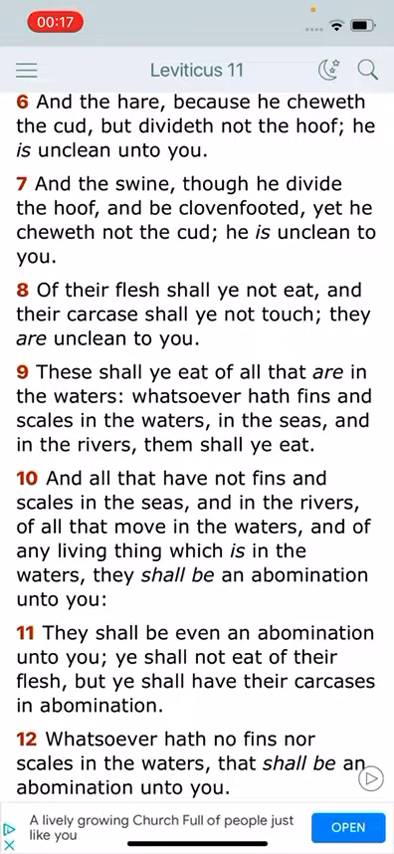 00:17
Leviticus 11
6 And the hare, because he cheweth
the cud, but divideth not the hoof; he
is unclean unto you.
7 And the swine, though he divide
the hoof, and be clovenfooted, yet he
cheweth not the cud; he is unclean to
you.
8 Of their flesh shall ye not eat, and
their carcase shall ye not touch; they
are unclean to you.
9 These shall ye eat of all that are in
the waters: whatsoever hath fins and
scales in the waters, in the seas, and
in the rivers, them shall ye eat.
10 And all that have not fins and
scales in the seas, and in the rivers,
of all that move in the waters, and of
any living thing which is in the
waters, they shall be an abomination
unto you:
11 They shall be even an abomination
unto you; ye shall not eat of their
flesh, but ye shall have their carcases
in abomination.
12 Whatsoever hath no fins nor
scales in the waters, that shall be an
abomination unto you.
A lively growing Church Full of people just
like you
OPEN